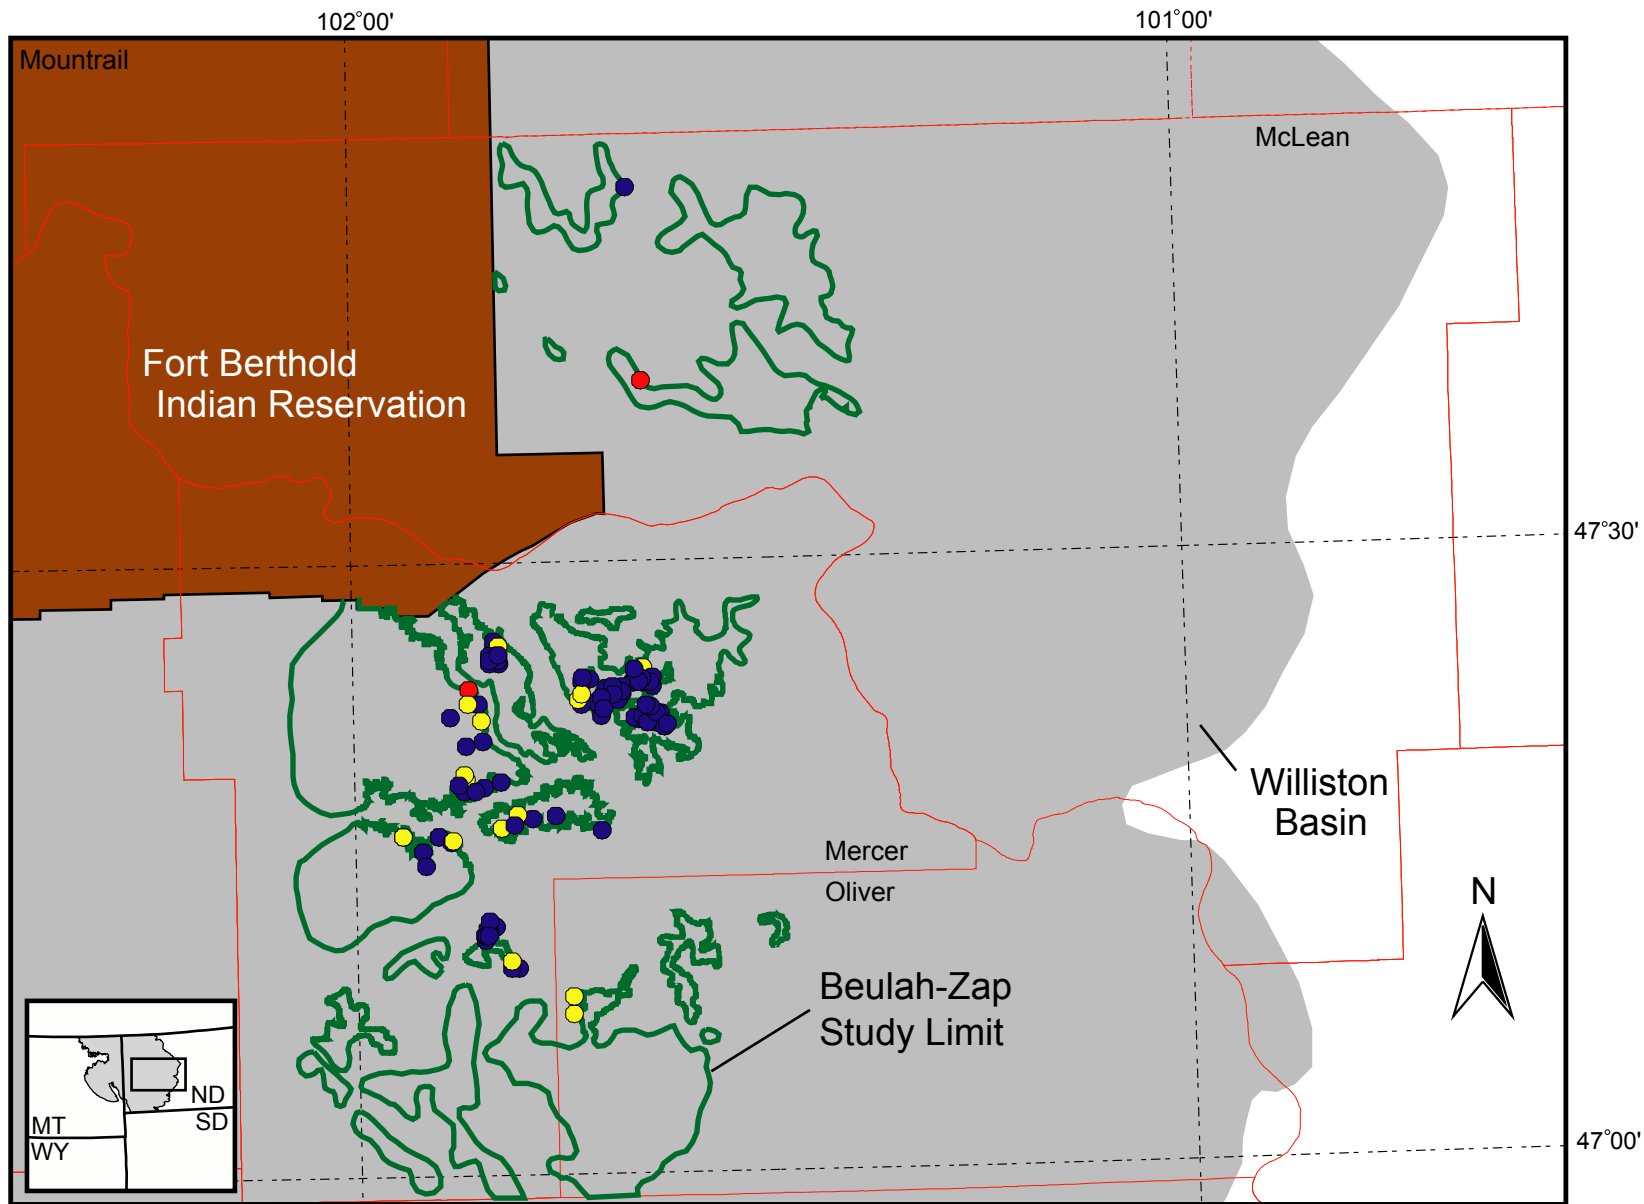 102°00'
101°00'
Mountrail
McLean
Fort Berthold
Indian Reservation
47°30'
Williston
Basin
Mercer
Oliver
N
Beulah-Zap
Study Limit
ND
SD
MT
WY
47°00'